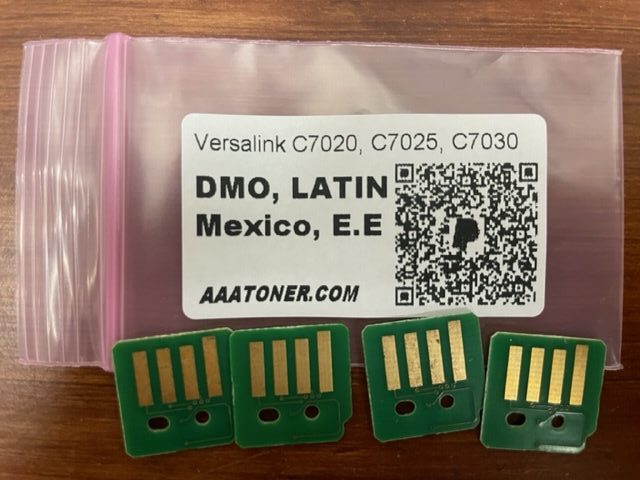 Versalink C7020, C7025, C7030
DMO, LATIN
Mexico, E.E
AAATONER.COM